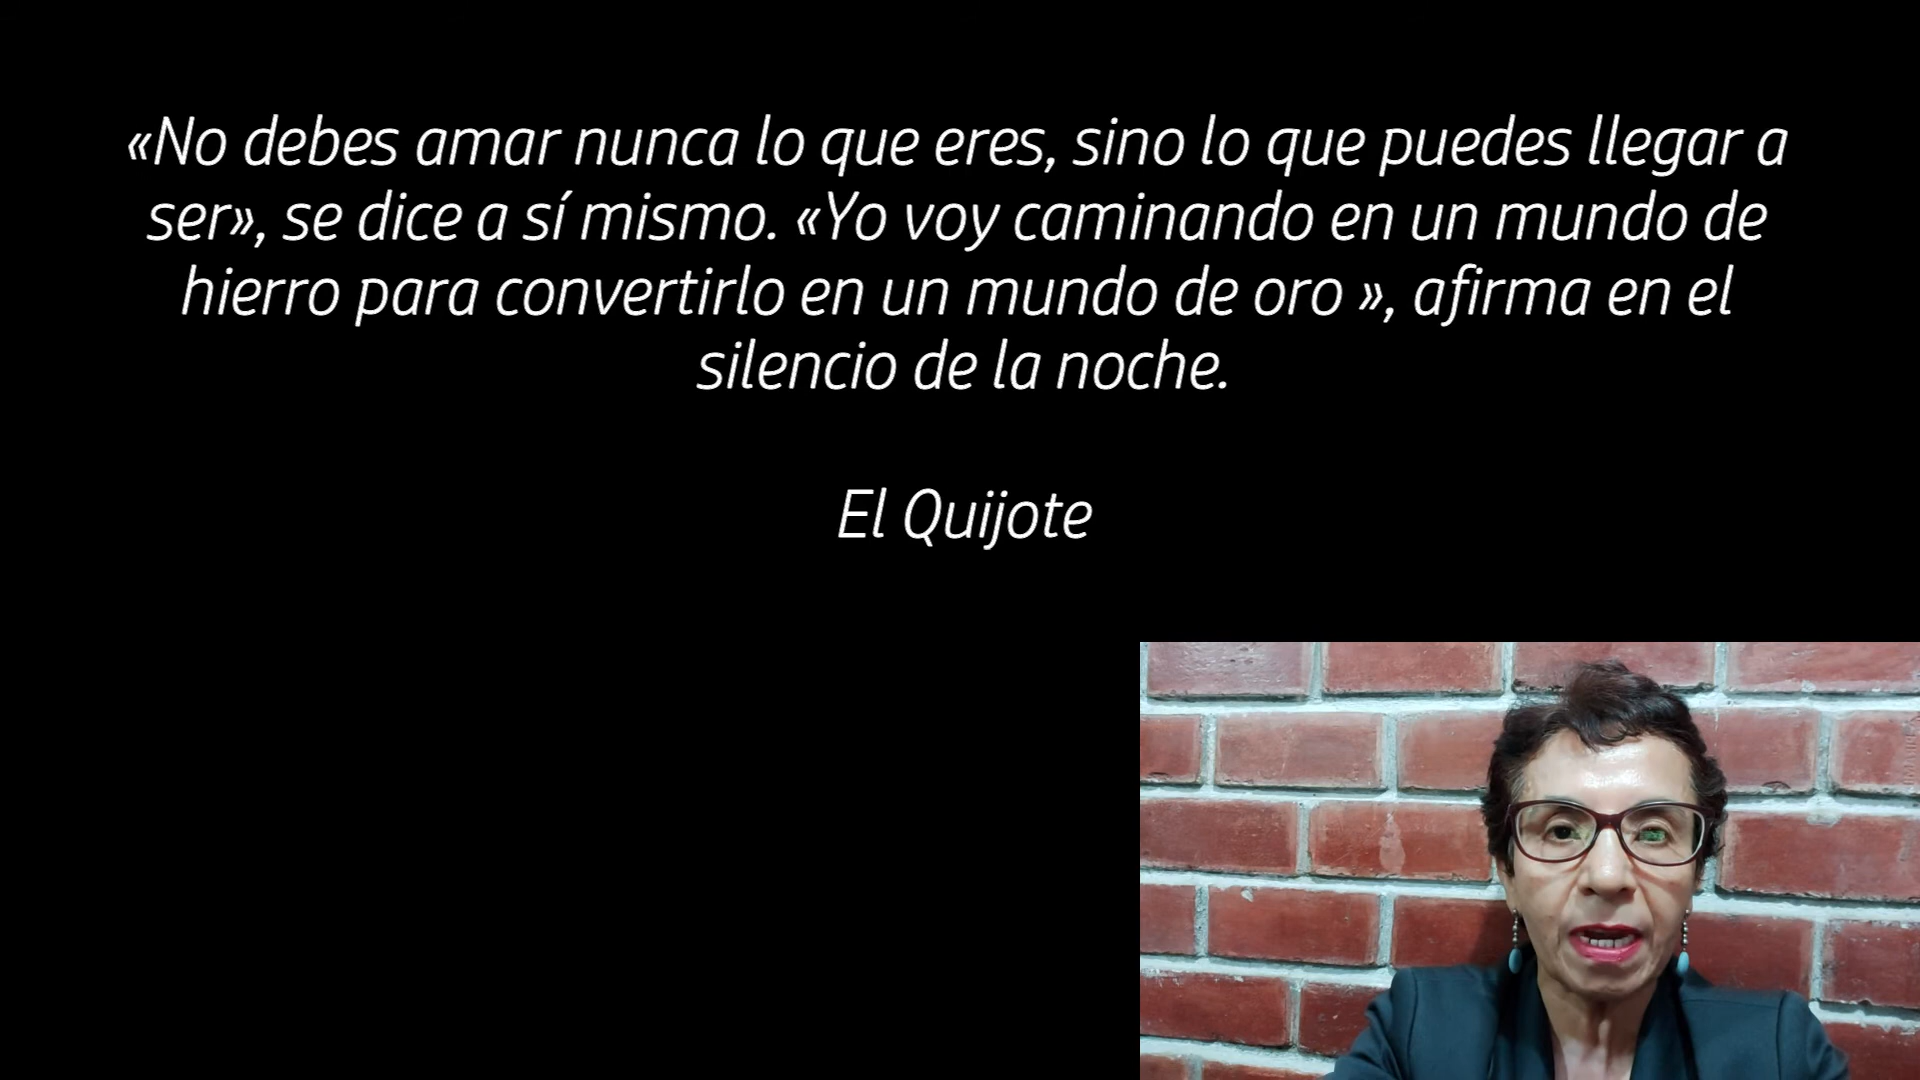 «No debes amar nunca lo que eres, sino lo que puedes llegar a
ser», se dice a sí mismo. «Yo voy caminando en un mundo de
hierro para convertirlo en un mundo de oro », afirma en el
silencio de la noche.
El Quijote